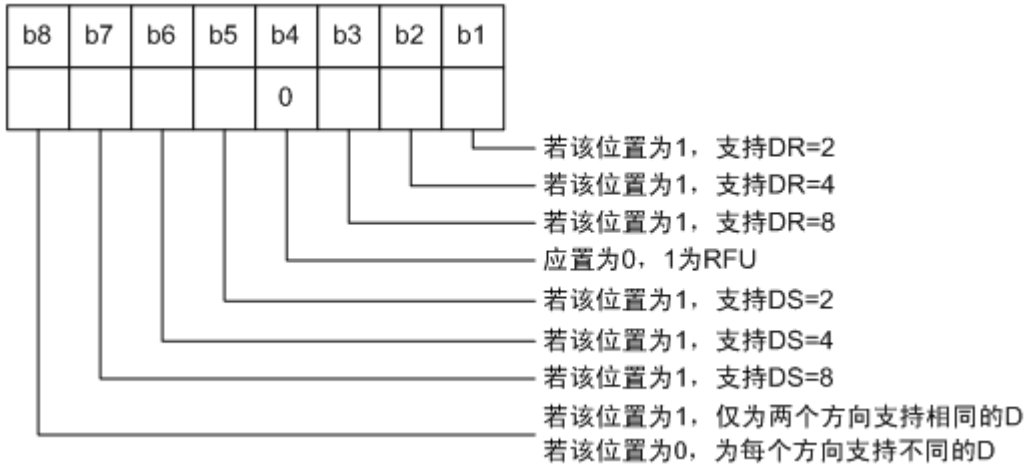 b8 b7 b6 b5 b4 b3 b2 b1
0
若该位置为1，支持DR=2
若该位置为1，支持DR=4
若该位置为1，支持DR=8
应置为0，1为RFU
若该位置为1，支持DS=2
若该位置为1，支持DS=4
若该位置为1，支持DS=8
若该位置为1，仅为两个方向支持相同的D
若该位置为0，为每个方向支持不同的D